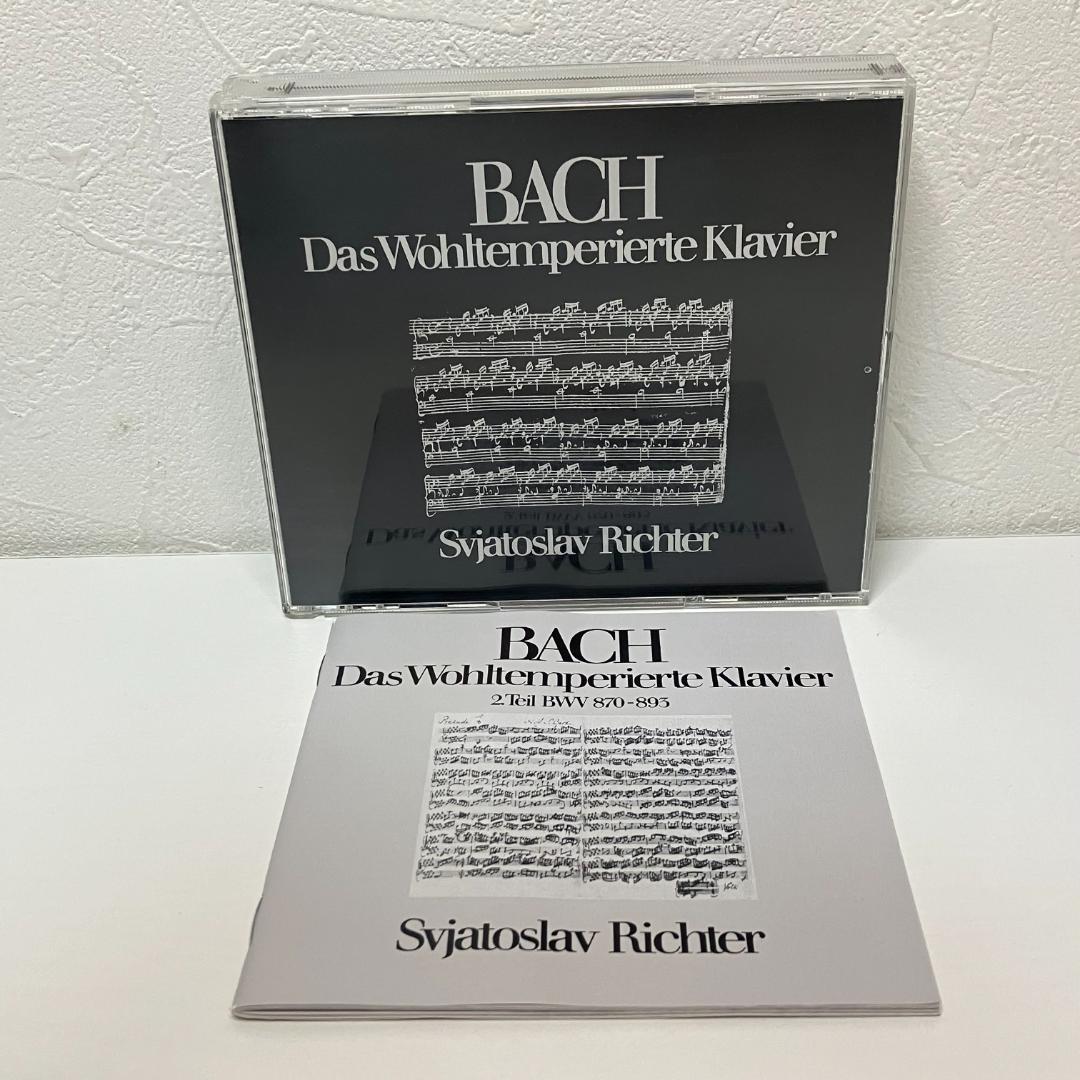 BACH
Das Wohltemperierte Klavier
Svjatoslav Richter
BACH
Das Wohltemperierte Klavier
2. Teil BWV 870-893
Svjatoslav Richter